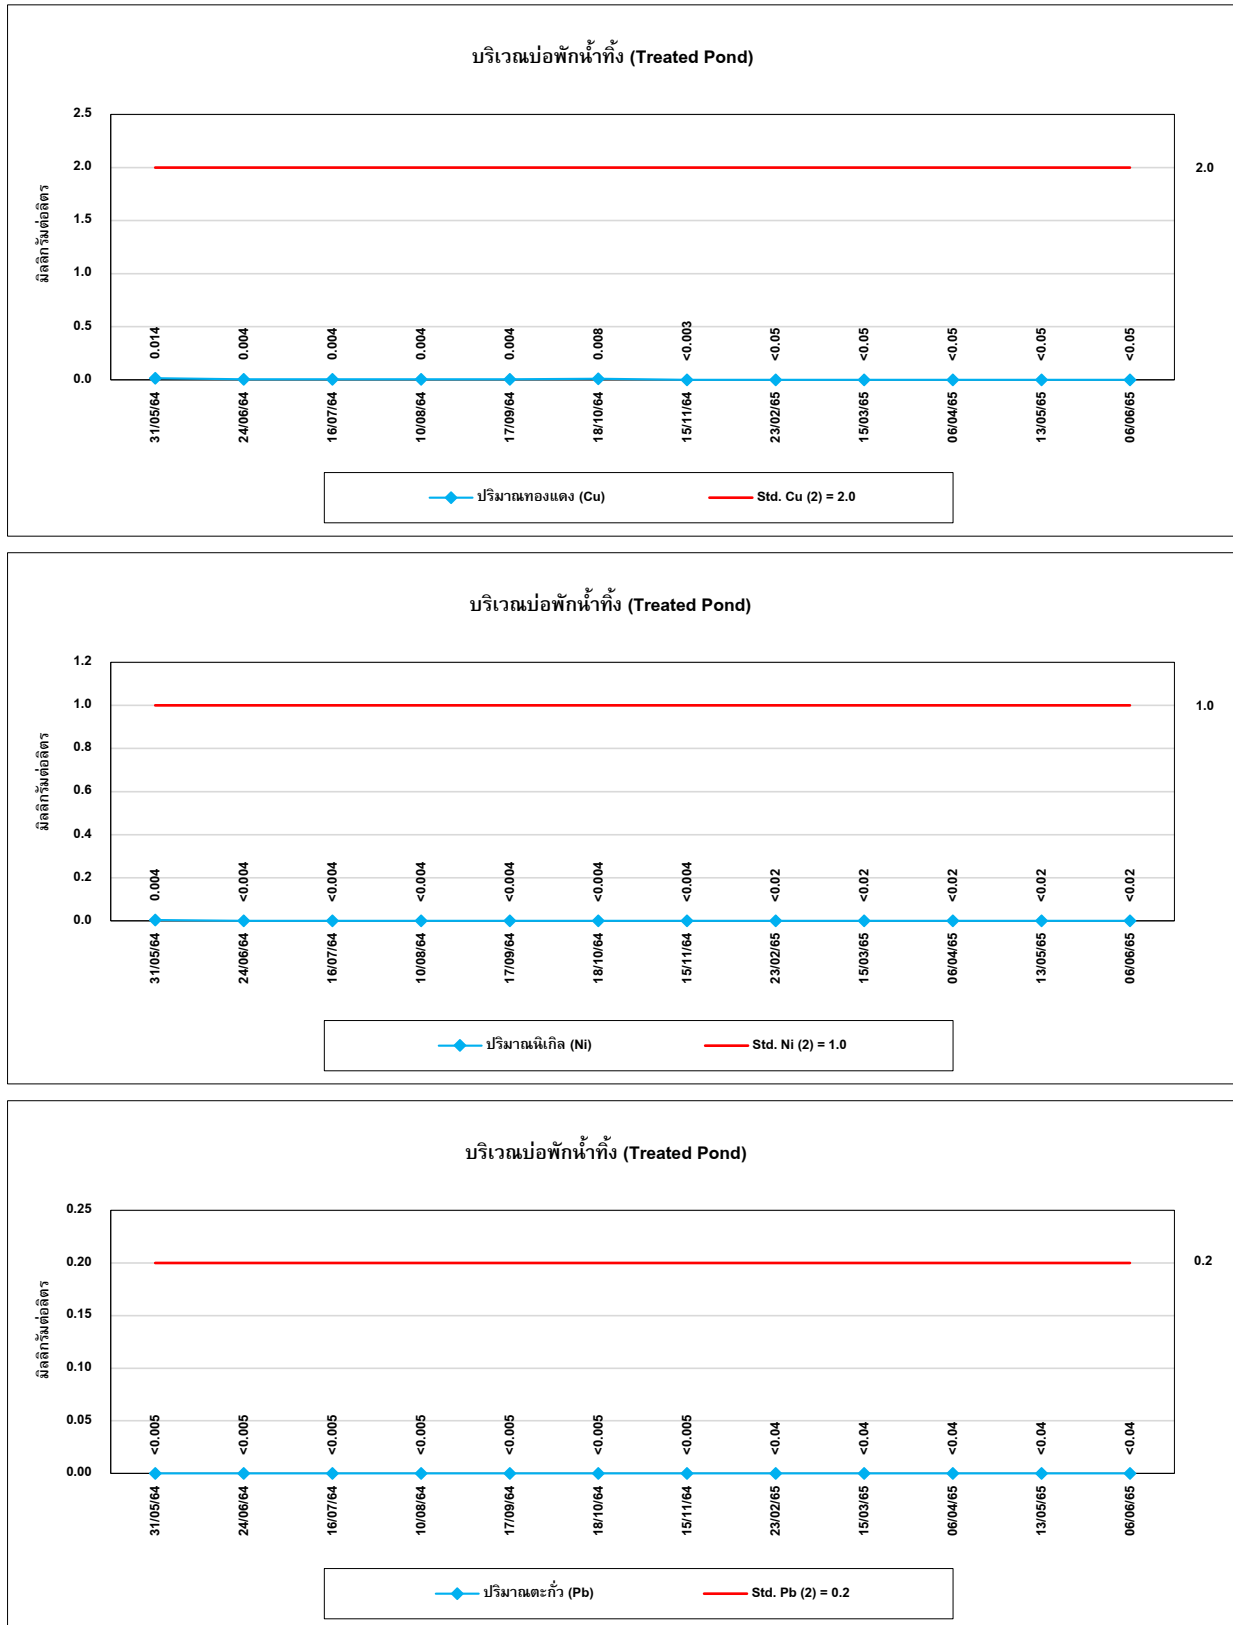 บริเวณบ่อพักน้ำทิ้ง (Treated Pond)
มิลลิกรัมต่อลิตร
2.5
2.0
1.5
1.0
0.5
0.0
2.0
0.014 0.004 0.004 0.004 0.004 0.008 <0.003 <0.05 <0.05 <0.05 <0.05 <0.05
31/05/64 24/06/64 16/07/64 10/08/64 17/09/64 18/10/64 15/11/64 23/02/65 15/03/65 06/04/65 13/05/65 06/06/65
ปริมาณทองแดง (Cu) Std. Cu (2) = 2.0
บริเวณบ่อพักน้ำทิ้ง (Treated Pond)
มิลลิกรัมต่อลิตร
1.2
1.0
0.8
0.6
0.4
0.2
0.0
1.0
0.004 <0.004 <0.004 <0.004 <0.004 <0.004 <0.004 <0.02 <0.02 <0.02 <0.02 <0.02
31/05/64 24/06/64 16/07/64 10/08/64 17/09/64 18/10/64 15/11/64 23/02/65 15/03/65 06/04/65 13/05/65 06/06/65
ปริมาณนิเกิล (Ni) Std. Ni (2) = 1.0
บริเวณบ่อพักน้ำทิ้ง (Treated Pond)
มิลลิกรัมต่อลิตร
0.25
0.20
0.15
0.10
0.05
0.00
0.2
<0.005 <0.005 <0.005 <0.005 <0.005 <0.005 <0.005 <0.04 <0.04 <0.04 <0.04 <0.04
31/05/64 24/06/64 16/07/64 10/08/64 17/09/64 18/10/64 15/11/64 23/02/65 15/03/65 06/04/65 13/05/65 06/06/65
ปริมาณตะกั่ว (Pb) Std. Pb (2) = 0.2